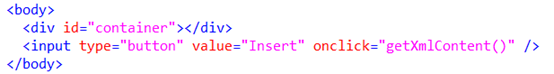 <body>
<div id="container"></div>
<input type="button" value="Insert" onclick="getXmlContent()" />
</body>